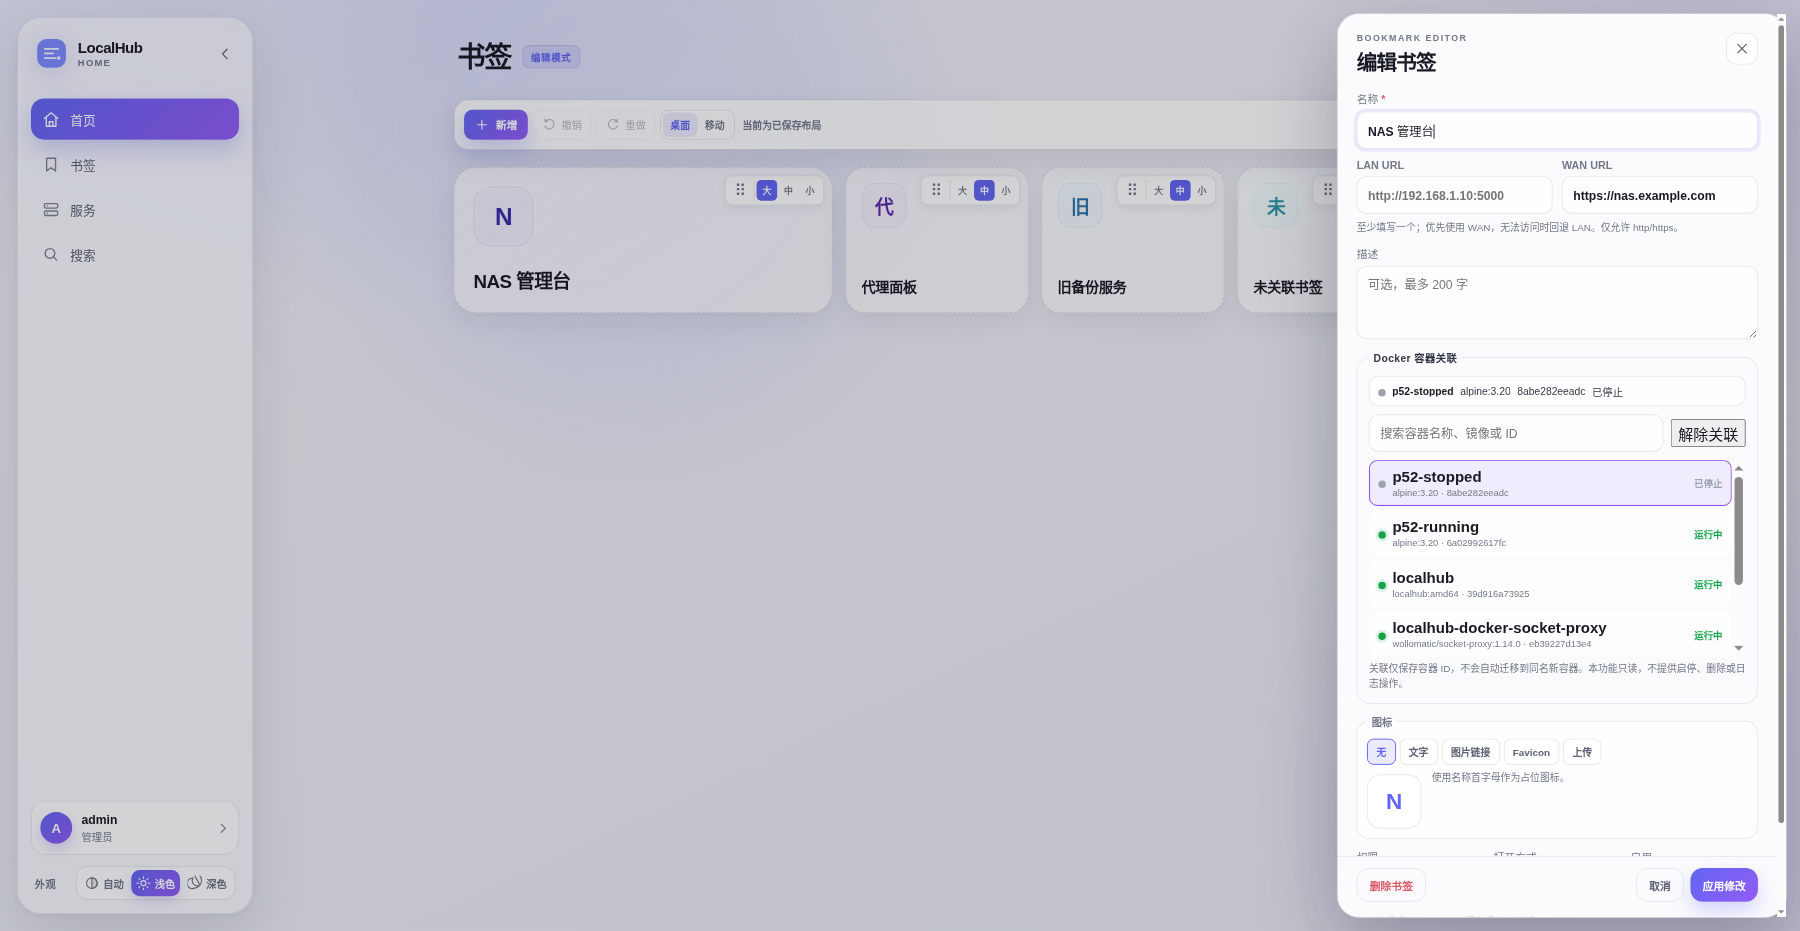 LocalHub
HOME
首页
书签
服务
搜索
A
admin
管理员
外观
自动
浅色
深色
书签
编辑模式
新增
撤销
重做
桌面
移动
当前为已保存布局
N
大 中 小
NAS 管理台
代
大 中 小
代理面板
旧
大 中 小
旧备份服务
未
未关联书签
BOOKMARK EDITOR
编辑书签
名称 *
NAS 管理台
LAN URL
WAN URL
http://192.168.1.10:5000
https://nas.example.com
至少填写一个；优先使用 WAN，无法访问时回退 LAN。仅允许 http/https。
描述
可选，最多 200 字
Docker 容器关联
p52-stopped alpine:3.20 8abe282eeadc 已停止
搜索容器名称、镜像或 ID
解除关联
p52-stopped
alpine:3.20 · 8abe282eeadc
已停止
p52-running
alpine:3.20 · 6a02992617fc
运行中
localhub
localhub:amd64 · 39d916a73925
运行中
localhub-docker-socket-proxy
wollomatic/socket-proxy:1.14.0 · eb39227d13e4
运行中
关联仅保存容器 ID，不会自动迁移到同名新容器。本功能只读，不提供启停、删除或日
志操作。
图标
无
文字
图片链接
Favicon
上传
N
使用名称首字母作为占位图标。
删除书签
取消
应用修改